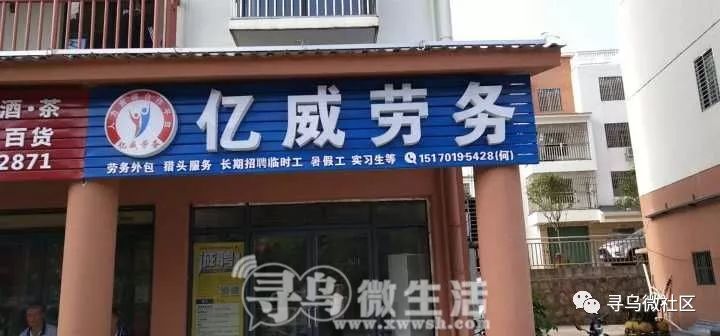 酒·茶
百货
2871
亿威劳务
亿威劳务
劳务外包 猎头服务 长期招聘临时工 暑假工 实习生等 15170195428(何)
招聘
寻乌微生活
www.xwwsh.com
寻乌微社区